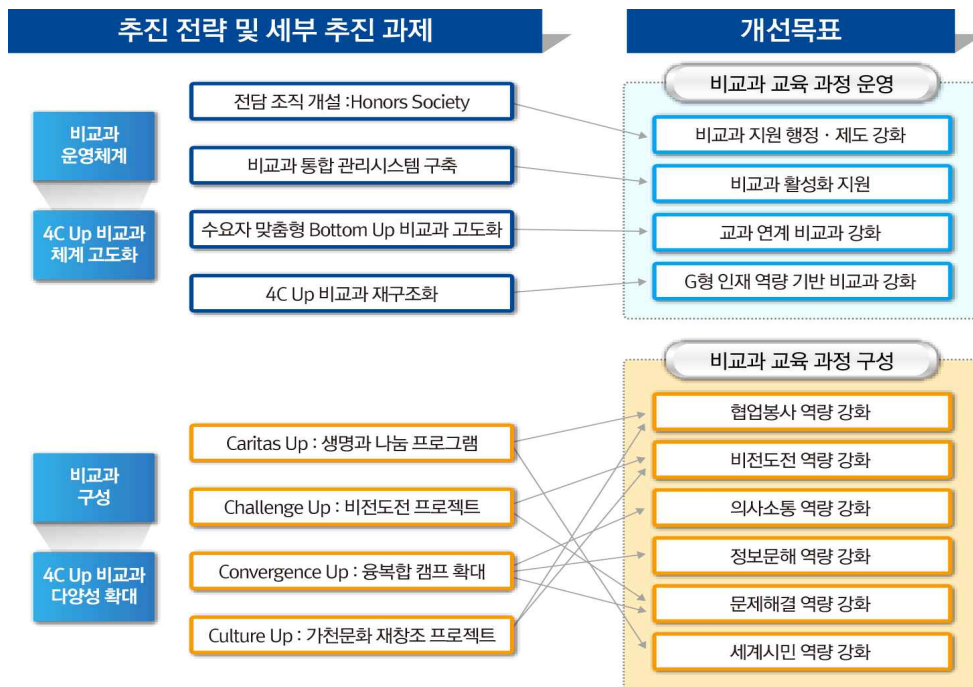 추진 전략 및 세부 추진 과제
개선목표
비교과
운영체계
4C Up 비교과
체계 고도화
전담 조직 개설 :Honors Society
비교과 통합 관리시스템 구축
수요자 맞춤형 Bottom Up 비교과 고도화
4C Up 비교과 재구조화
비교과 교육 과정 운영
비교과 지원 행정 · 제도 강화
비교과 활성화 지원
교과 연계 비교과 강화
G형 인재 역량 기반 비교과 강화
비교과
구성
4C Up 비교과
다양성 확대
Caritas Up : 생명과 나눔 프로그램
Challenge Up : 비전도전 프로젝트
Convergence Up : 융복합 캠프 확대
Culture Up : 가천문화 재창조 프로젝트
비교과 교육 과정 구성
협업봉사 역량 강화
비전도전 역량 강화
의사소통 역량 강화
정보문해 역량 강화
문제해결 역량 강화
세계시민 역량 강화